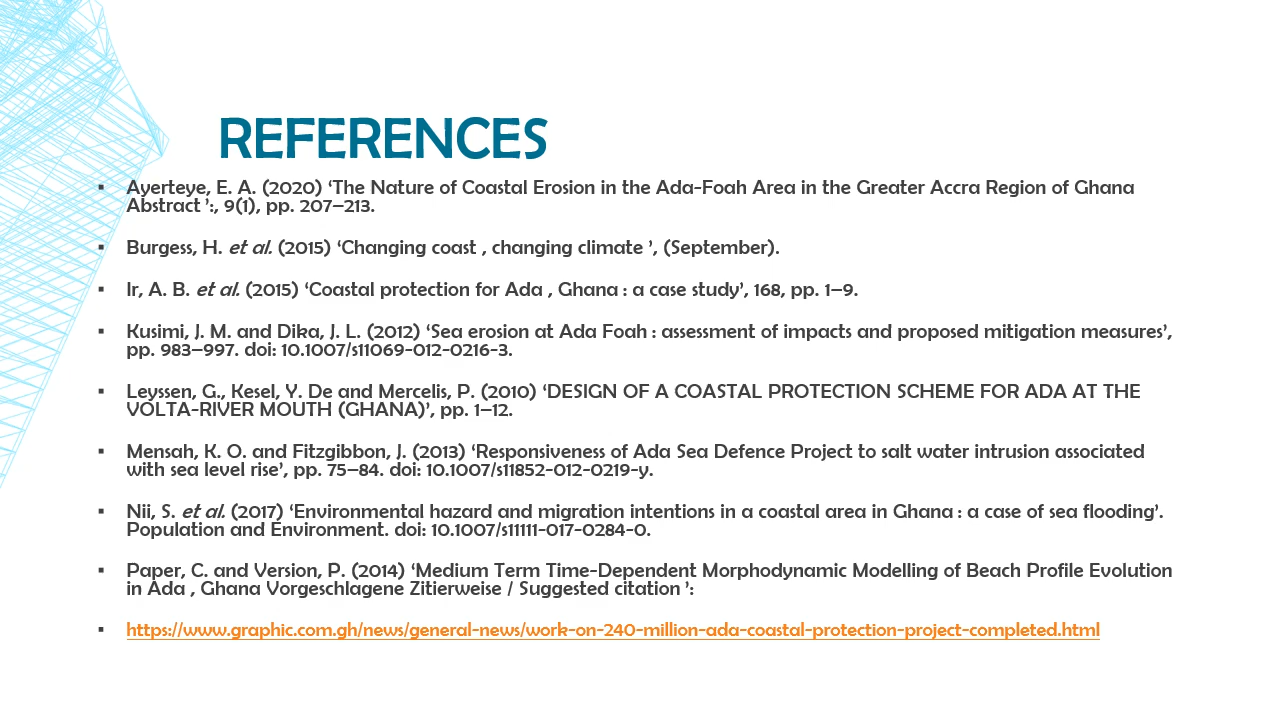 REFERENCES
▪ Ayerteye, E. A. (2020) ‘The Nature of Coastal Erosion in the Ada-Foah Area in the Greater Accra Region of Ghana
Abstract ’:, 9(1), pp. 207–213.
▪ Burgess, H. et al. (2015) ‘Changing coast , changing climate ’, (September).
▪ Ir, A. B. et al. (2015) ‘Coastal protection for Ada , Ghana : a case study’, 168, pp. 1–9.
▪ Kusimi, J. M. and Dika, J. L. (2012) ‘Sea erosion at Ada Foah : assessment of impacts and proposed mitigation measures’,
pp. 983–997. doi: 10.1007/s11069-012-0216-3.
▪ Leyssen, G., Kesel, Y. De and Mercelis, P. (2010) ‘DESIGN OF A COASTAL PROTECTION SCHEME FOR ADA AT THE
VOLTA-RIVER MOUTH (GHANA)’, pp. 1–12.
▪ Mensah, K. O. and Fitzgibbon, J. (2013) ‘Responsiveness of Ada Sea Defence Project to salt water intrusion associated
with sea level rise’, pp. 75–84. doi: 10.1007/s11852-012-0219-y.
▪ Nii, S. et al. (2017) ‘Environmental hazard and migration intentions in a coastal area in Ghana : a case of sea flooding’.
Population and Environment. doi: 10.1007/s11111-017-0284-0.
▪ Paper, C. and Version, P. (2014) ‘Medium Term Time-Dependent Morphodynamic Modelling of Beach Profile Evolution
in Ada , Ghana Vorgeschlagene Zitierweise / Suggested citation ’:
▪ https://www.graphic.com.gh/news/general-news/work-on-240-million-ada-coastal-protection-project-completed.html